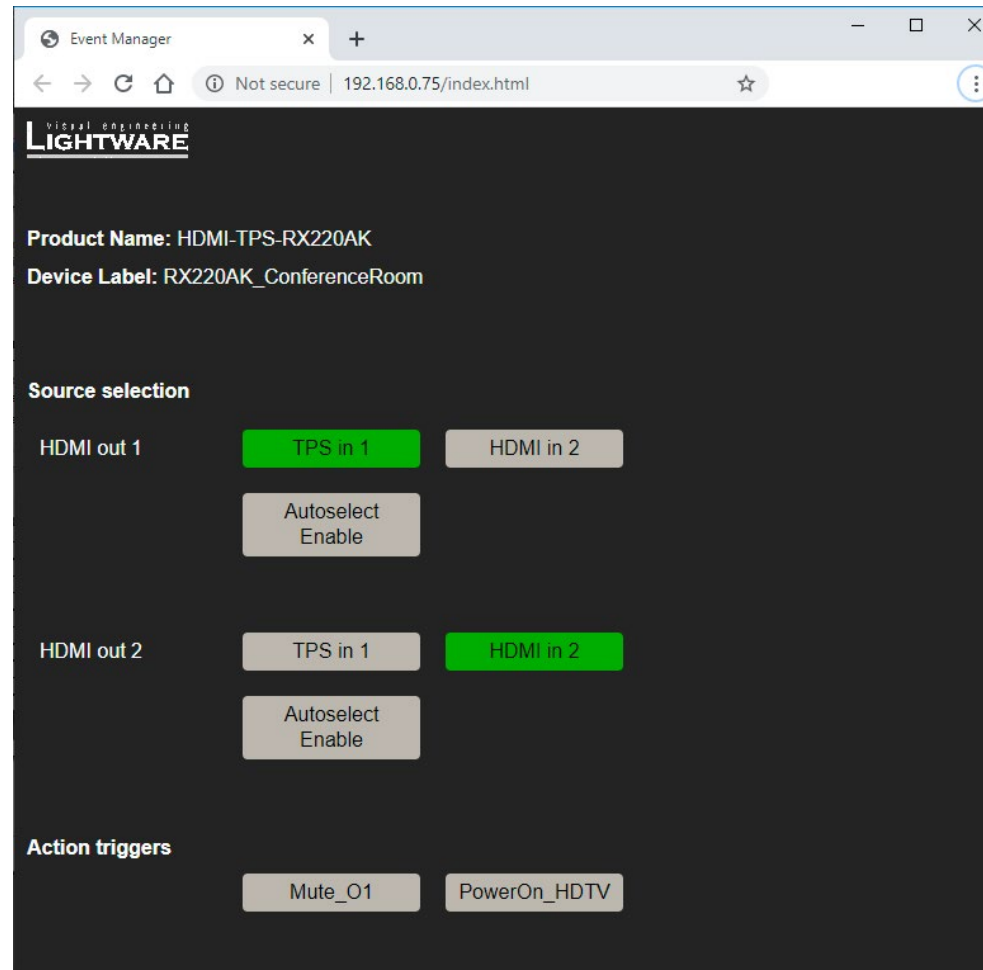 Event Manager
Not secure | 192.168.0.75/index.html
visual engineering
LIGHTWARE
Product Name: HDMI-TPS-RX220AK
Device Label: RX220AK_ConferenceRoom
Source selection
HDMI out 1 TPS in 1 HDMI in 2
Autoselect
Enable
HDMI out 2 TPS in 1 HDMI in 2
Autoselect
Enable
Action triggers
Mute_O1 PowerOn_HDTV